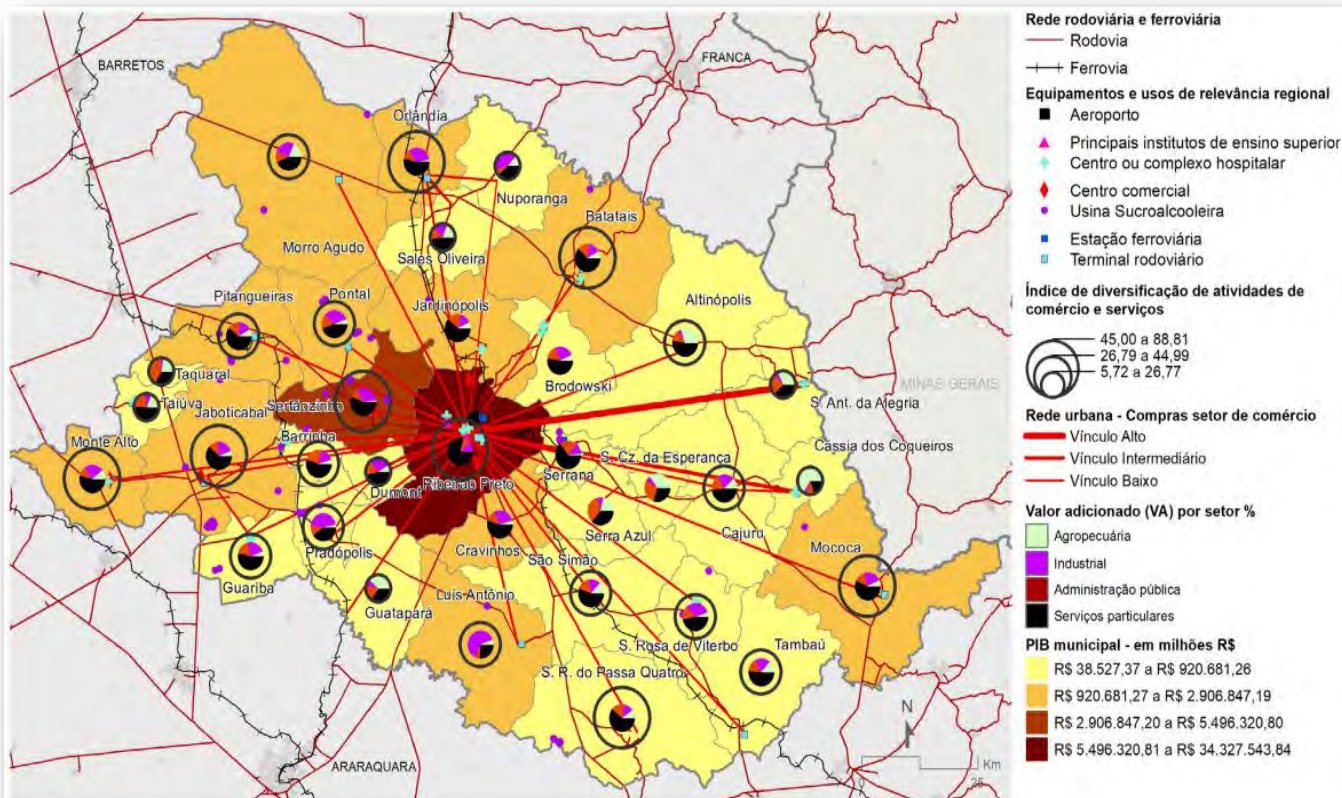 BARRETOS
FRANCA
Orlândia
Nuporanga
Batatais
Morro Agudo
Sales Oliveira
Pitangueiras
Pontal
Jardinópolis
Altinópolis
Taquaral
Brodowski
MINAS GERAIS
Taiúva
Sertãozinho
S. Ant. da Alegria
Jaboticabal
Monte Alto
Barrinha
Cássia dos Coqueiros
S. Cz. da Esperança
Serrana
Dumont
Ribeirão Preto
Cajuru
Serra Azul
Pradópolis
Cravinhos
Mococa
São Simão
Guariba
Guatapará
Luís Antônio
S. Rosa de Viterbo
Tambaú
S. R. do Passa Quatro
ARARAQUARA
N
Km
0
25
Rede rodoviária e ferroviária
Rodovia
Ferrovia
Equipamentos e usos de relevância regional
Aeroporto
Principais institutos de ensino superior
Centro ou complexo hospitalar
Centro comercial
Usina Sucroalcooleira
Estação ferroviária
Terminal rodoviário
Índice de diversificação de atividades de
comércio e serviços
45,00 a 88,81
26,79 a 44,99
5,72 a 26,77
Rede urbana - Compras setor de comércio
Vínculo Alto
Vínculo Intermediário
Vínculo Baixo
Valor adicionado (VA) por setor %
Agropecuária
Industrial
Administração pública
Serviços particulares
PIB municipal - em milhões R$
R$ 38.527,37 a R$ 920.681,26
R$ 920.681,27 a R$ 2.906.847,19
R$ 2.906.847,20 a R$ 5.496.320,80
R$ 5.496.320,81 a R$ 34.327.543,84